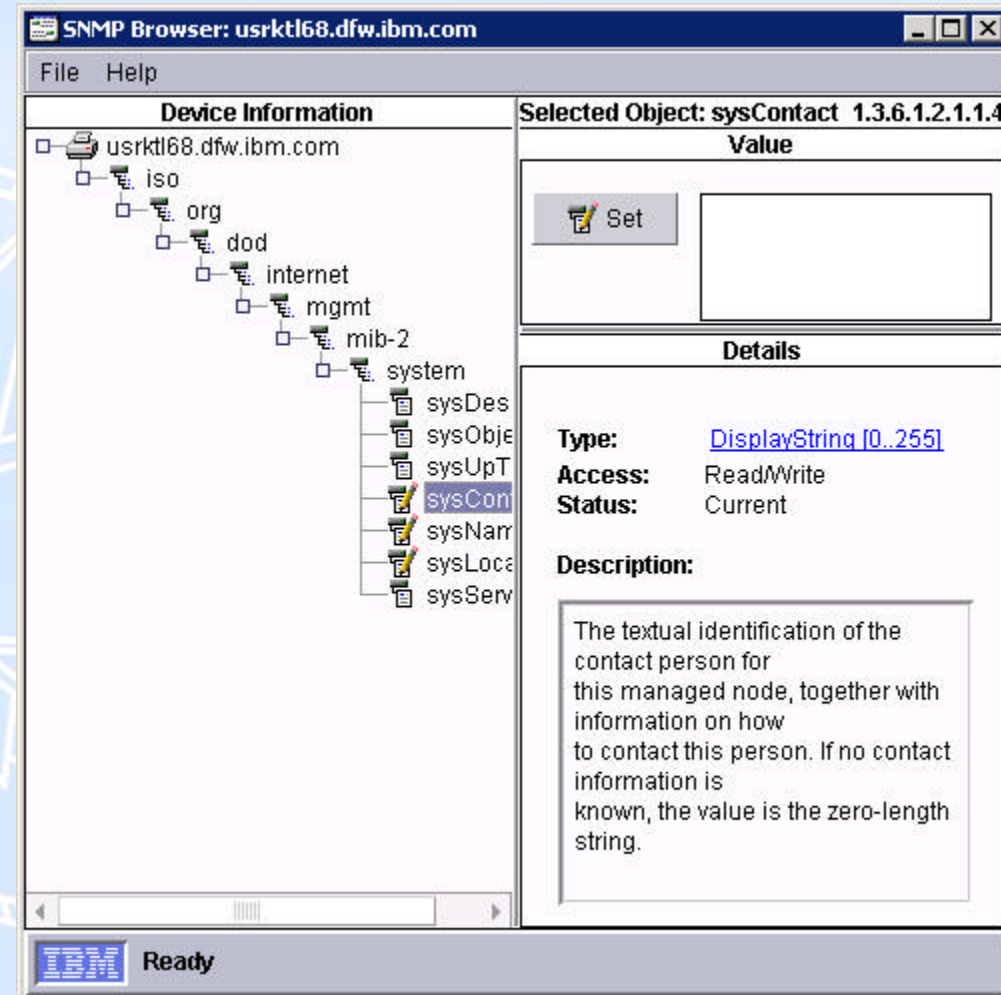 SNMP Browser: usrktl68.dfw.ibm.com
File Help
Device Information
usrktl68.dfw.ibm.com
iso
org
dod
internet
mgmt
mib-2
system
sysDes
sysObje
sysUpT
sysCon
sysNam
sysLoca
sysServ
Selected Object: sysContact 1.3.6.1.2.1.1.4
Value
Set
Details
Type: DisplayString [0..255]
Access: Read/Write
Status: Current
Description:
The textual identification of the
contact person for
this managed node, together with
information on how
to contact this person. If no contact
information is
known, the value is the zero-length
string.
IBM Ready